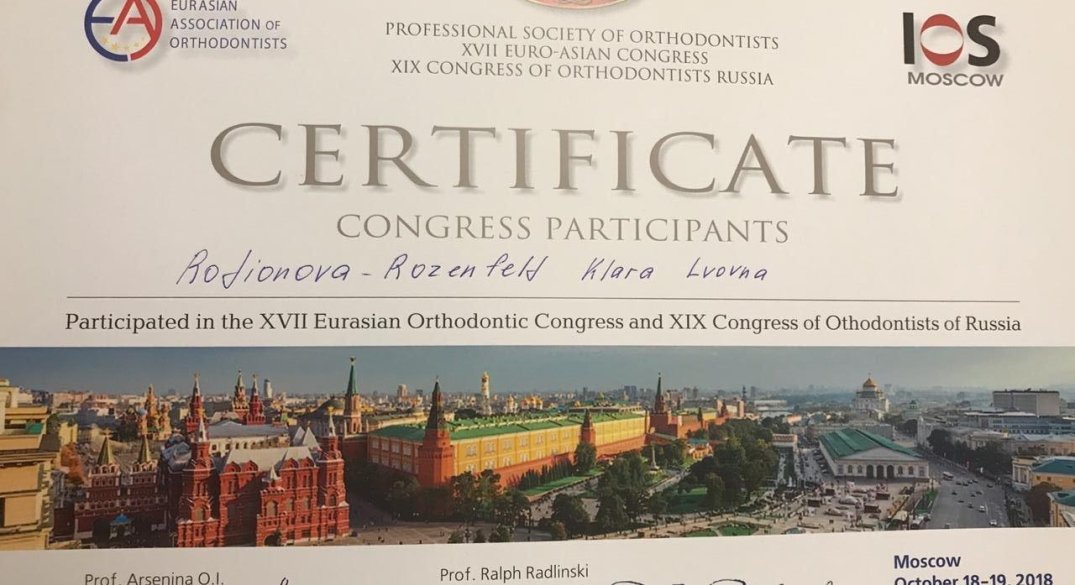 EURASIAN
ASSOCIATION OF
ORTHODONTISTS
EA
PROFESSIONAL SOCIETY OF ORTHODONTISTS
XVII EURO-ASIAN CONGRESS
XIX CONGRESS OF ORTHODONTISTS RUSSIA
IOS
MOSCOW
CERTIFICATE
CONGRESS PARTICIPANTS
Rodionova - Rozenfeld Klara Lvovna
Participated in the XVII Eurasian Orthodontic Congress and XIX Congress of Othodontists of Russia
Prof. Arsenina O.I.
Prof. Ralph Radlinski
Moscow
October 18-19, 2018